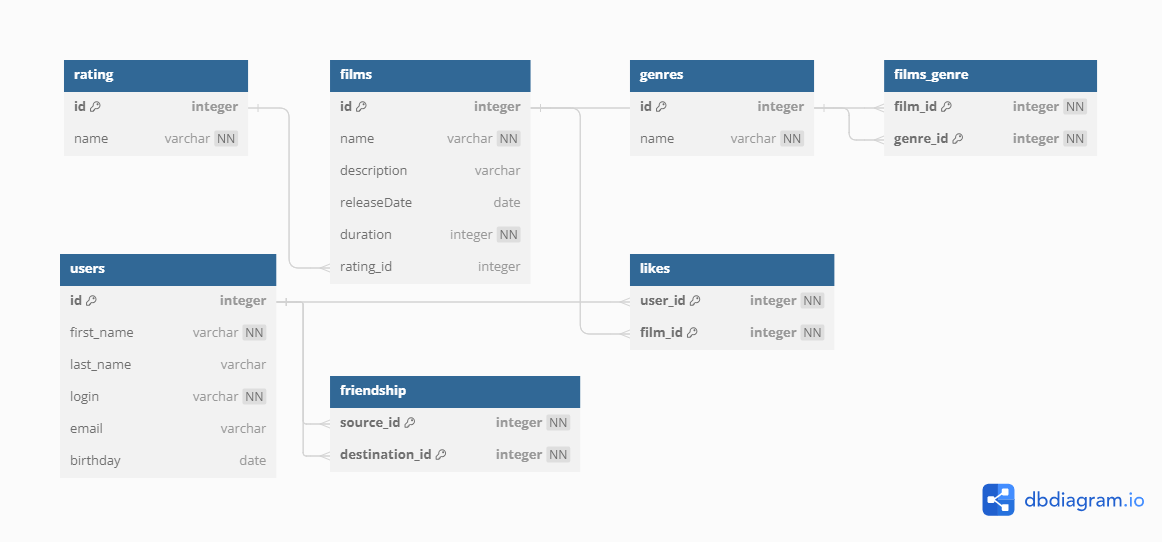 rating
id integer
name varchar NN
films
id integer
name varchar NN
description varchar
releaseDate date
duration integer NN
rating_id integer
genres
id integer
name varchar NN
films_genre
film_id integer NN
genre_id integer NN
users
id integer
first_name varchar NN
last_name varchar
login varchar NN
email varchar
birthday date
likes
user_id integer NN
film_id integer NN
friendship
source_id integer NN
destination_id integer NN
dbdiagram.io